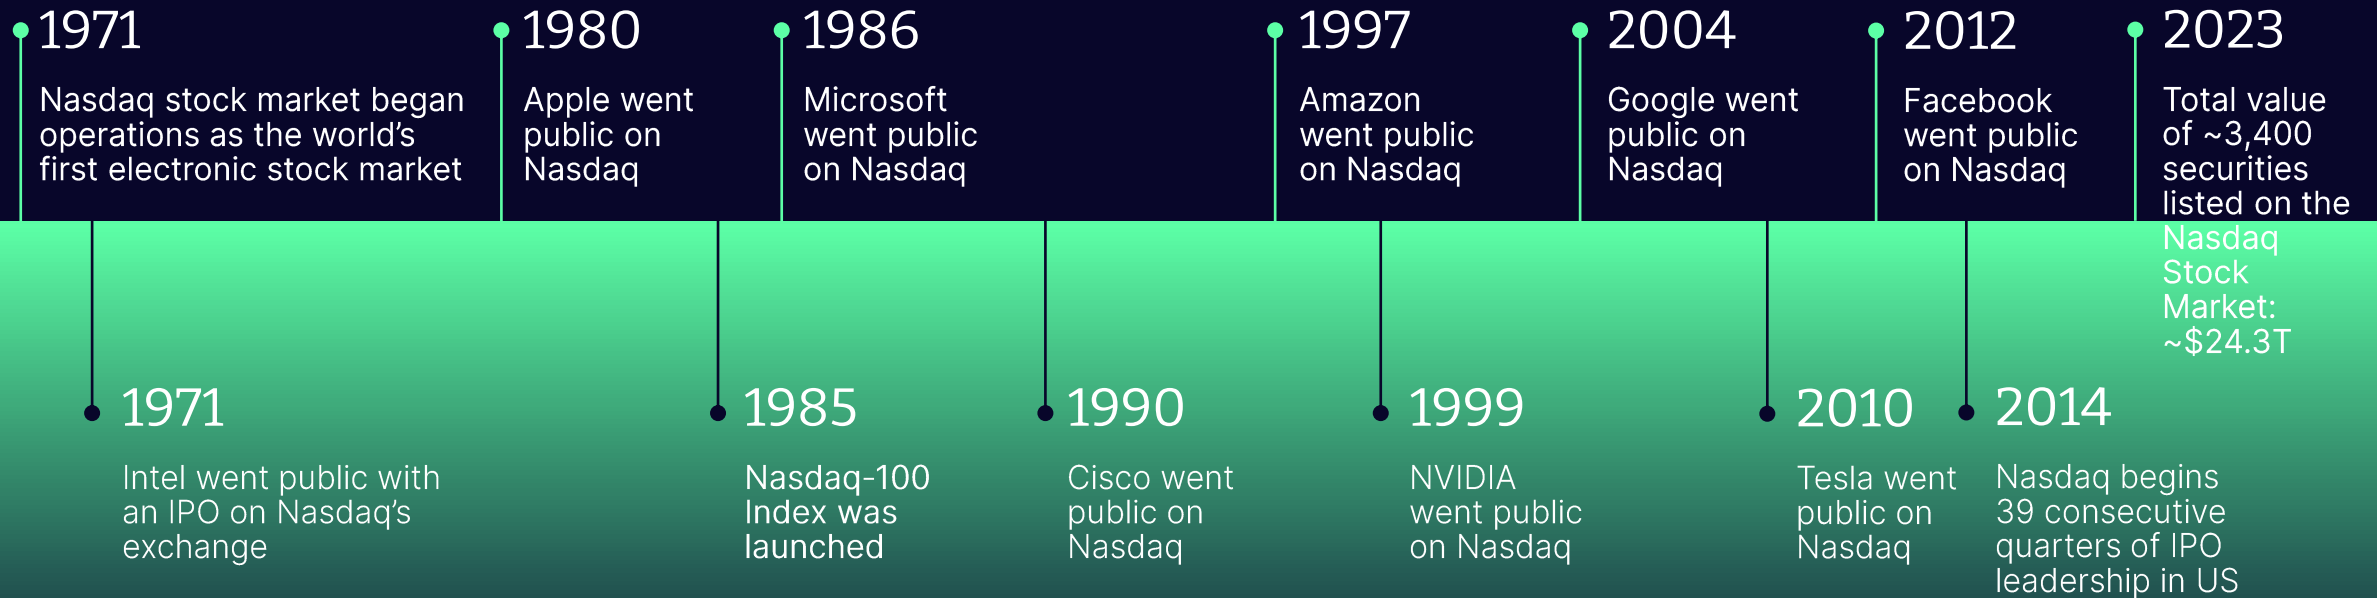 1971
Nasdaq stock market began
operations as the world’s
first electronic stock market
1980
Apple went
public on
Nasdaq
1986
Microsoft
went public
on Nasdaq
1997
Amazon
went public
on Nasdaq
2004
Google went
public on
Nasdaq
2012
Facebook
went public
on Nasdaq
2023
Total value
of ~3,400
securities
listed on the
Nasdaq
Stock
Market:
~$24.3T
1971
Intel went public with
an IPO on Nasdaq’s
exchange
1985
Nasdaq-100
Index was
launched
1990
Cisco went
public on
Nasdaq
1999
NVIDIA
went public
on Nasdaq
2010
Tesla went
public on
Nasdaq
2014
Nasdaq begins
39 consecutive
quarters of IPO
leadership in US